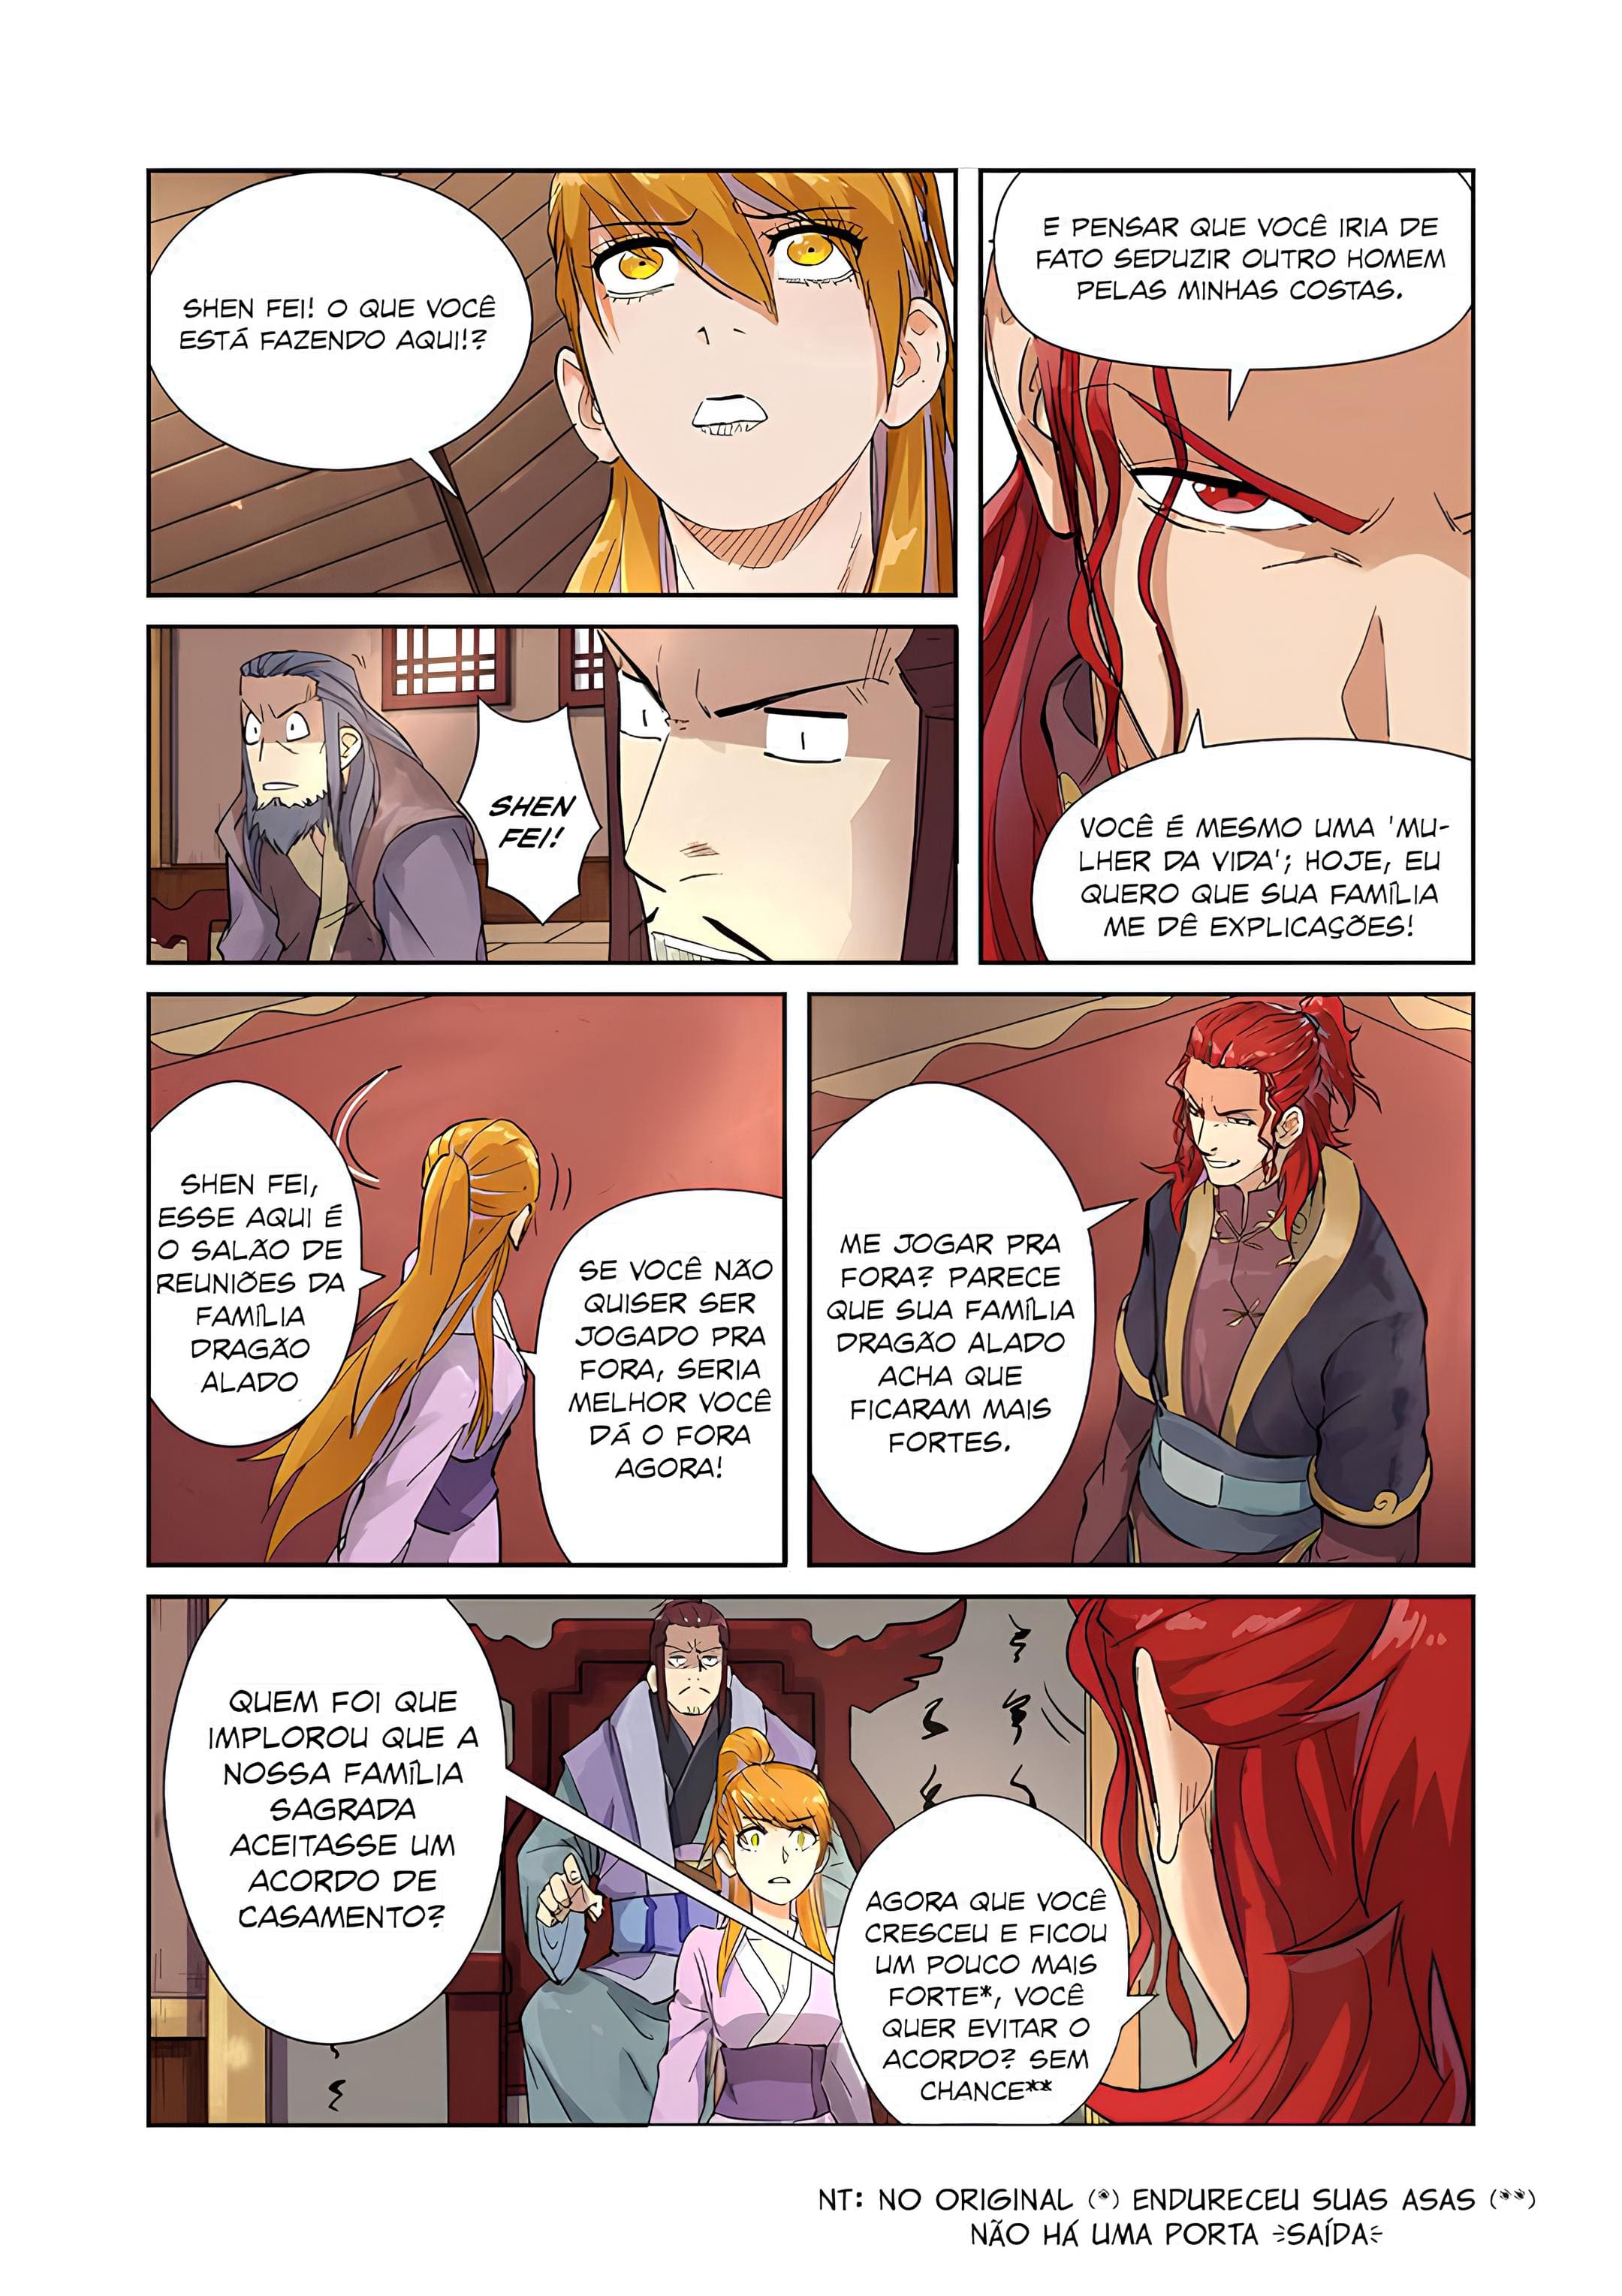 SHEN FEI! O QUE VOCÊ
ESTÁ FAZENDO AQUI!?
E PENSAR QUE VOCÊ IRIA DE
FATO SEDUZIR OUTRO HOMEM
PELAS MINHAS COSTAS.
SHEN
FEI!
VOCÊ É MESMO UMA 'MU-
LHER DA VIDA'; HOJE, EU
QUERO QUE SUA FAMÍLIA
ME DÊ EXPLICAÇÕES!
SHEN FEI,
ESSE AQUI É
O SALÃO DE
REUNIÕES DA
FAMÍLIA
DRAGÃO
ALADO
SE VOCÊ NÃO
QUISER SER
JOGADO PRA
FORA, SERIA
MELHOR VOCÊ
DÁ O FORA
AGORA!
ME JOGAR PRA
FORA? PARECE
QUE SUA FAMÍLIA
DRAGÃO ALADO
ACHA QUE
FICARAM MAIS
FORTES.
QUEM FOI QUE
IMPLOROU QUE A
NOSSA FAMÍLIA
SAGRADA
ACEITASSE UM
ACORDO DE
CASAMENTO?
AGORA QUE VOCÊ
CRESCEU E FICOU
UM POUCO MAIS
FORTE*, VOCÊ
QUER EVITAR O
ACORDO? SEM
CHANCE**
NT: NO ORIGINAL (*) ENDURECEU SUAS ASAS (**)
NÃO HÁ UMA PORTA SAÍDA